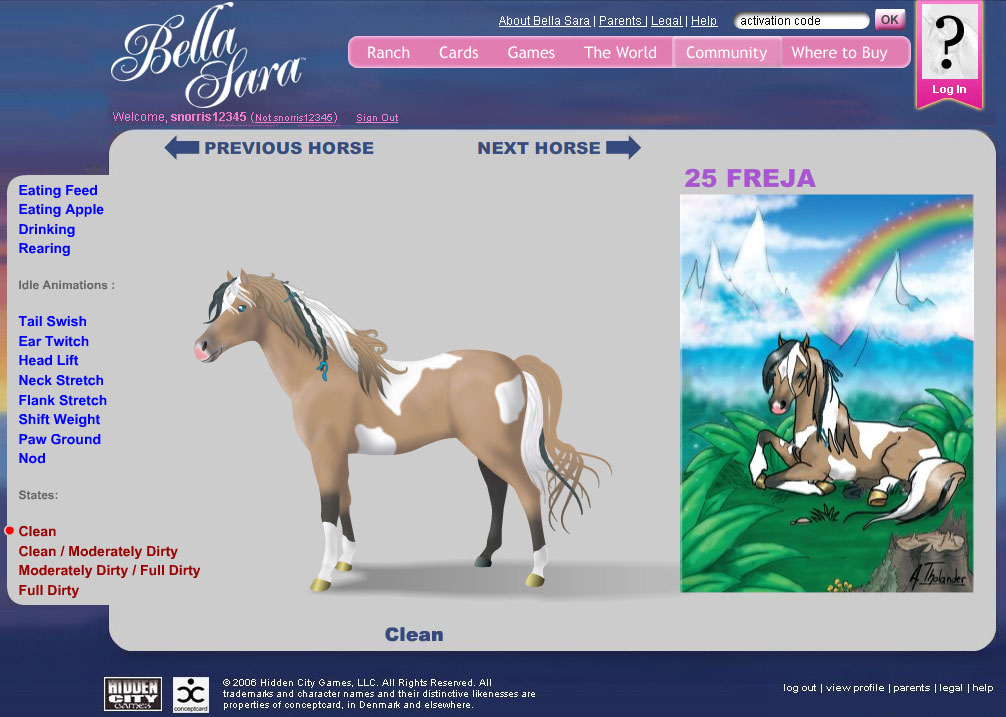 Bella Sara
About Bella Sara | Parents | Legal | Help
activation code
OK
?
Log In
Ranch Cards Games The World Community Where to Buy
Welcome, snorris12345 (Not snorris12345) Sign Out
PREVIOUS HORSE NEXT HORSE
25 FREJA
Eating Feed
Eating Apple
Drinking
Rearing
Idle Animations :
Tail Swish
Ear Twitch
Head Lift
Neck Stretch
Flank Stretch
Shift Weight
Paw Ground
Nod
States:
Clean
Clean / Moderately Dirty
Moderately Dirty / Full Dirty
Full Dirty
A. Tholander
Clean
HIDDEN
CITY
GAMES
conceptcard
© 2006 Hidden City Games, LLC. All Rights Reserved. All
trademarks and character names and their distinctive likenesses are
properties of conceptcard, in Denmark and elsewhere.
log out | view profile | parents | legal | help